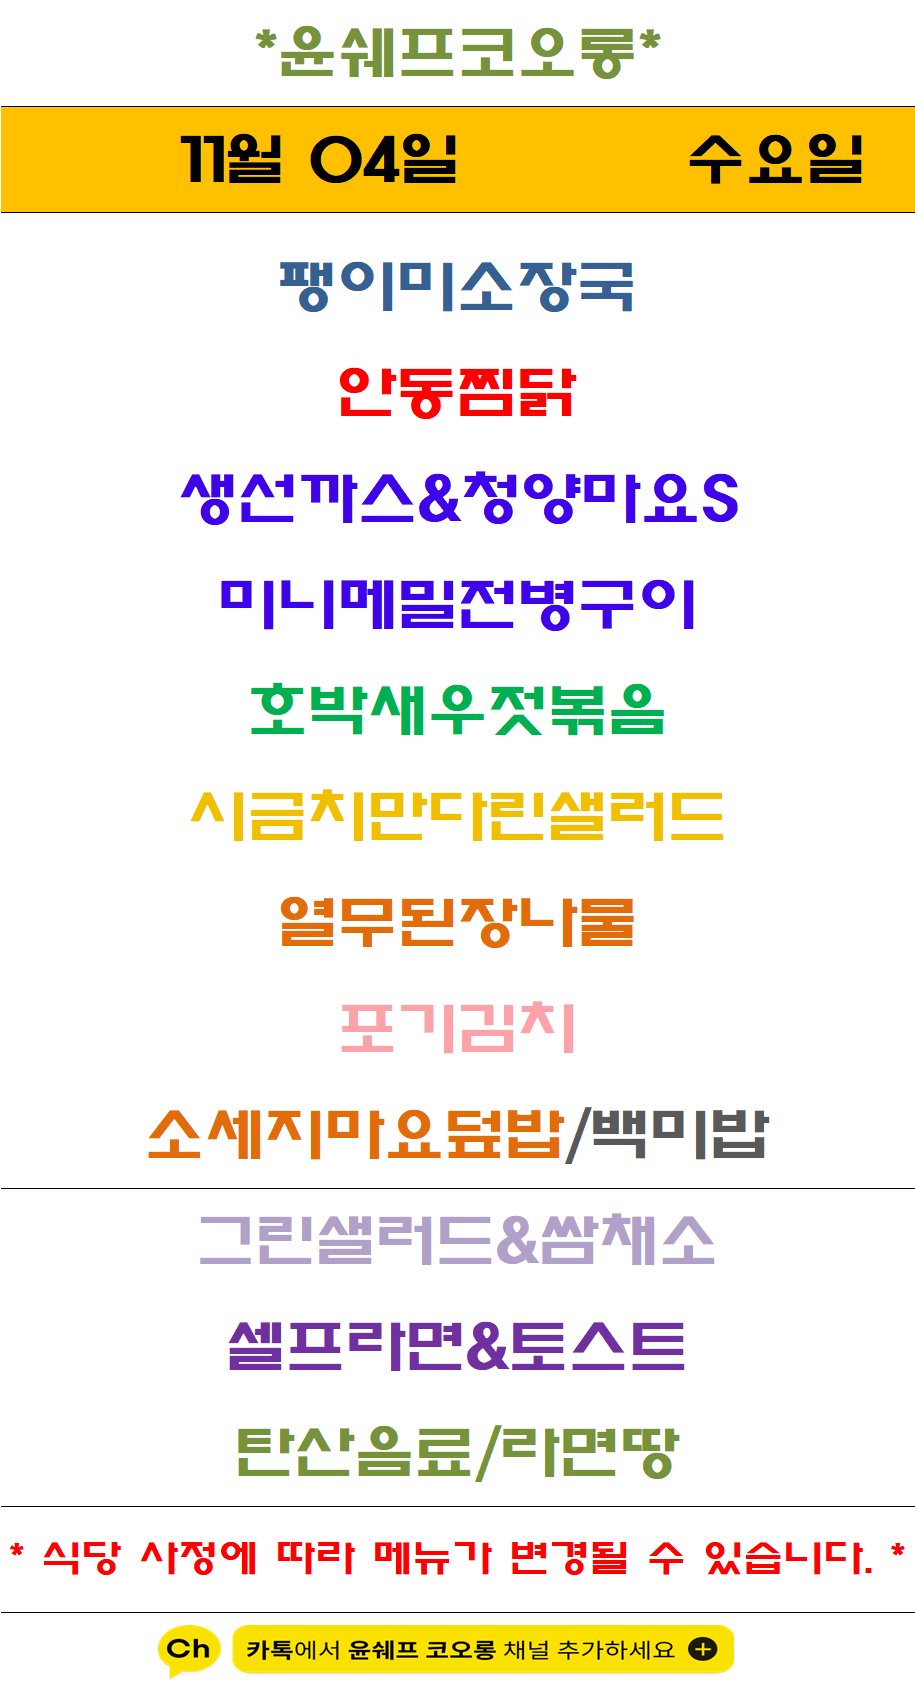 *윤쉐프코오롱*
11월 04일 수요일
팽이미소장국
안동찜닭
생선까스&청양마요S
미니메밀전병구이
호박새우젓볶음
시금치만다린샐러드
열무된장나물
포기김치
소세지마요덮밥/백미밥
그린샐러드&쌈채소
셀프라면&토스트
탄산음료/라면땅
* 식당 사정에 따라 메뉴가 변경될 수 있습니다. *
Ch 카톡에서 윤쉐프 코오롱 채널 추가하세요